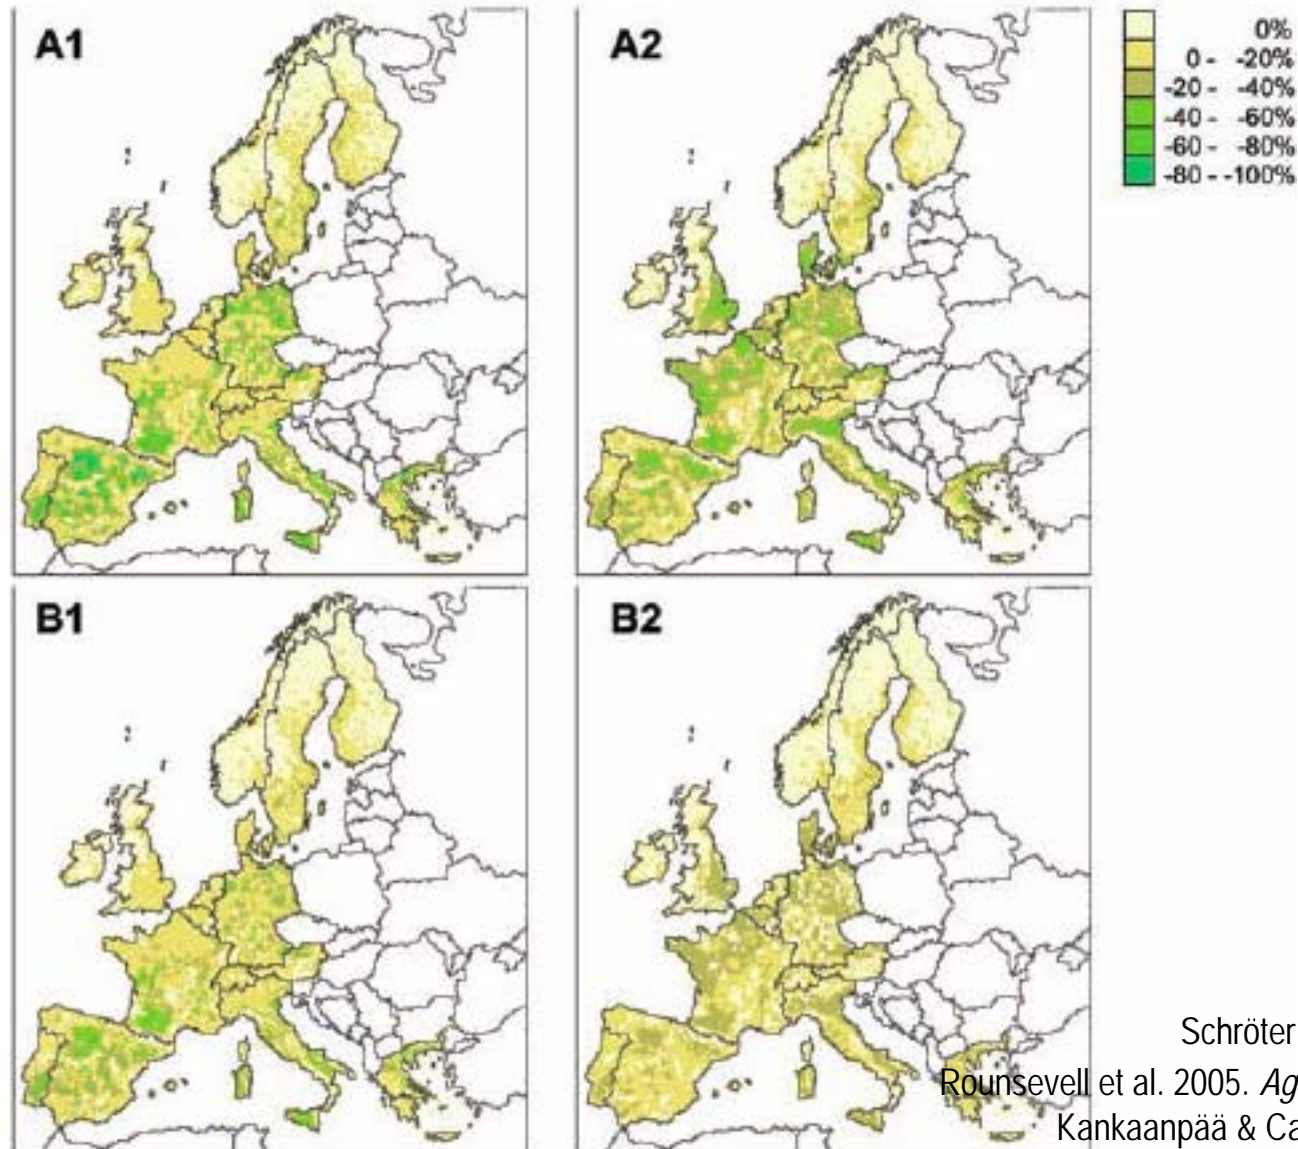 A1
A2
0%
0 - -20%
-20 - -40%
-40 - -60%
-60 - -80%
-80 - -100%
B1
B2
Schröter
Rounsevell et al. 2005. Ag
Kankaanpää & Ca